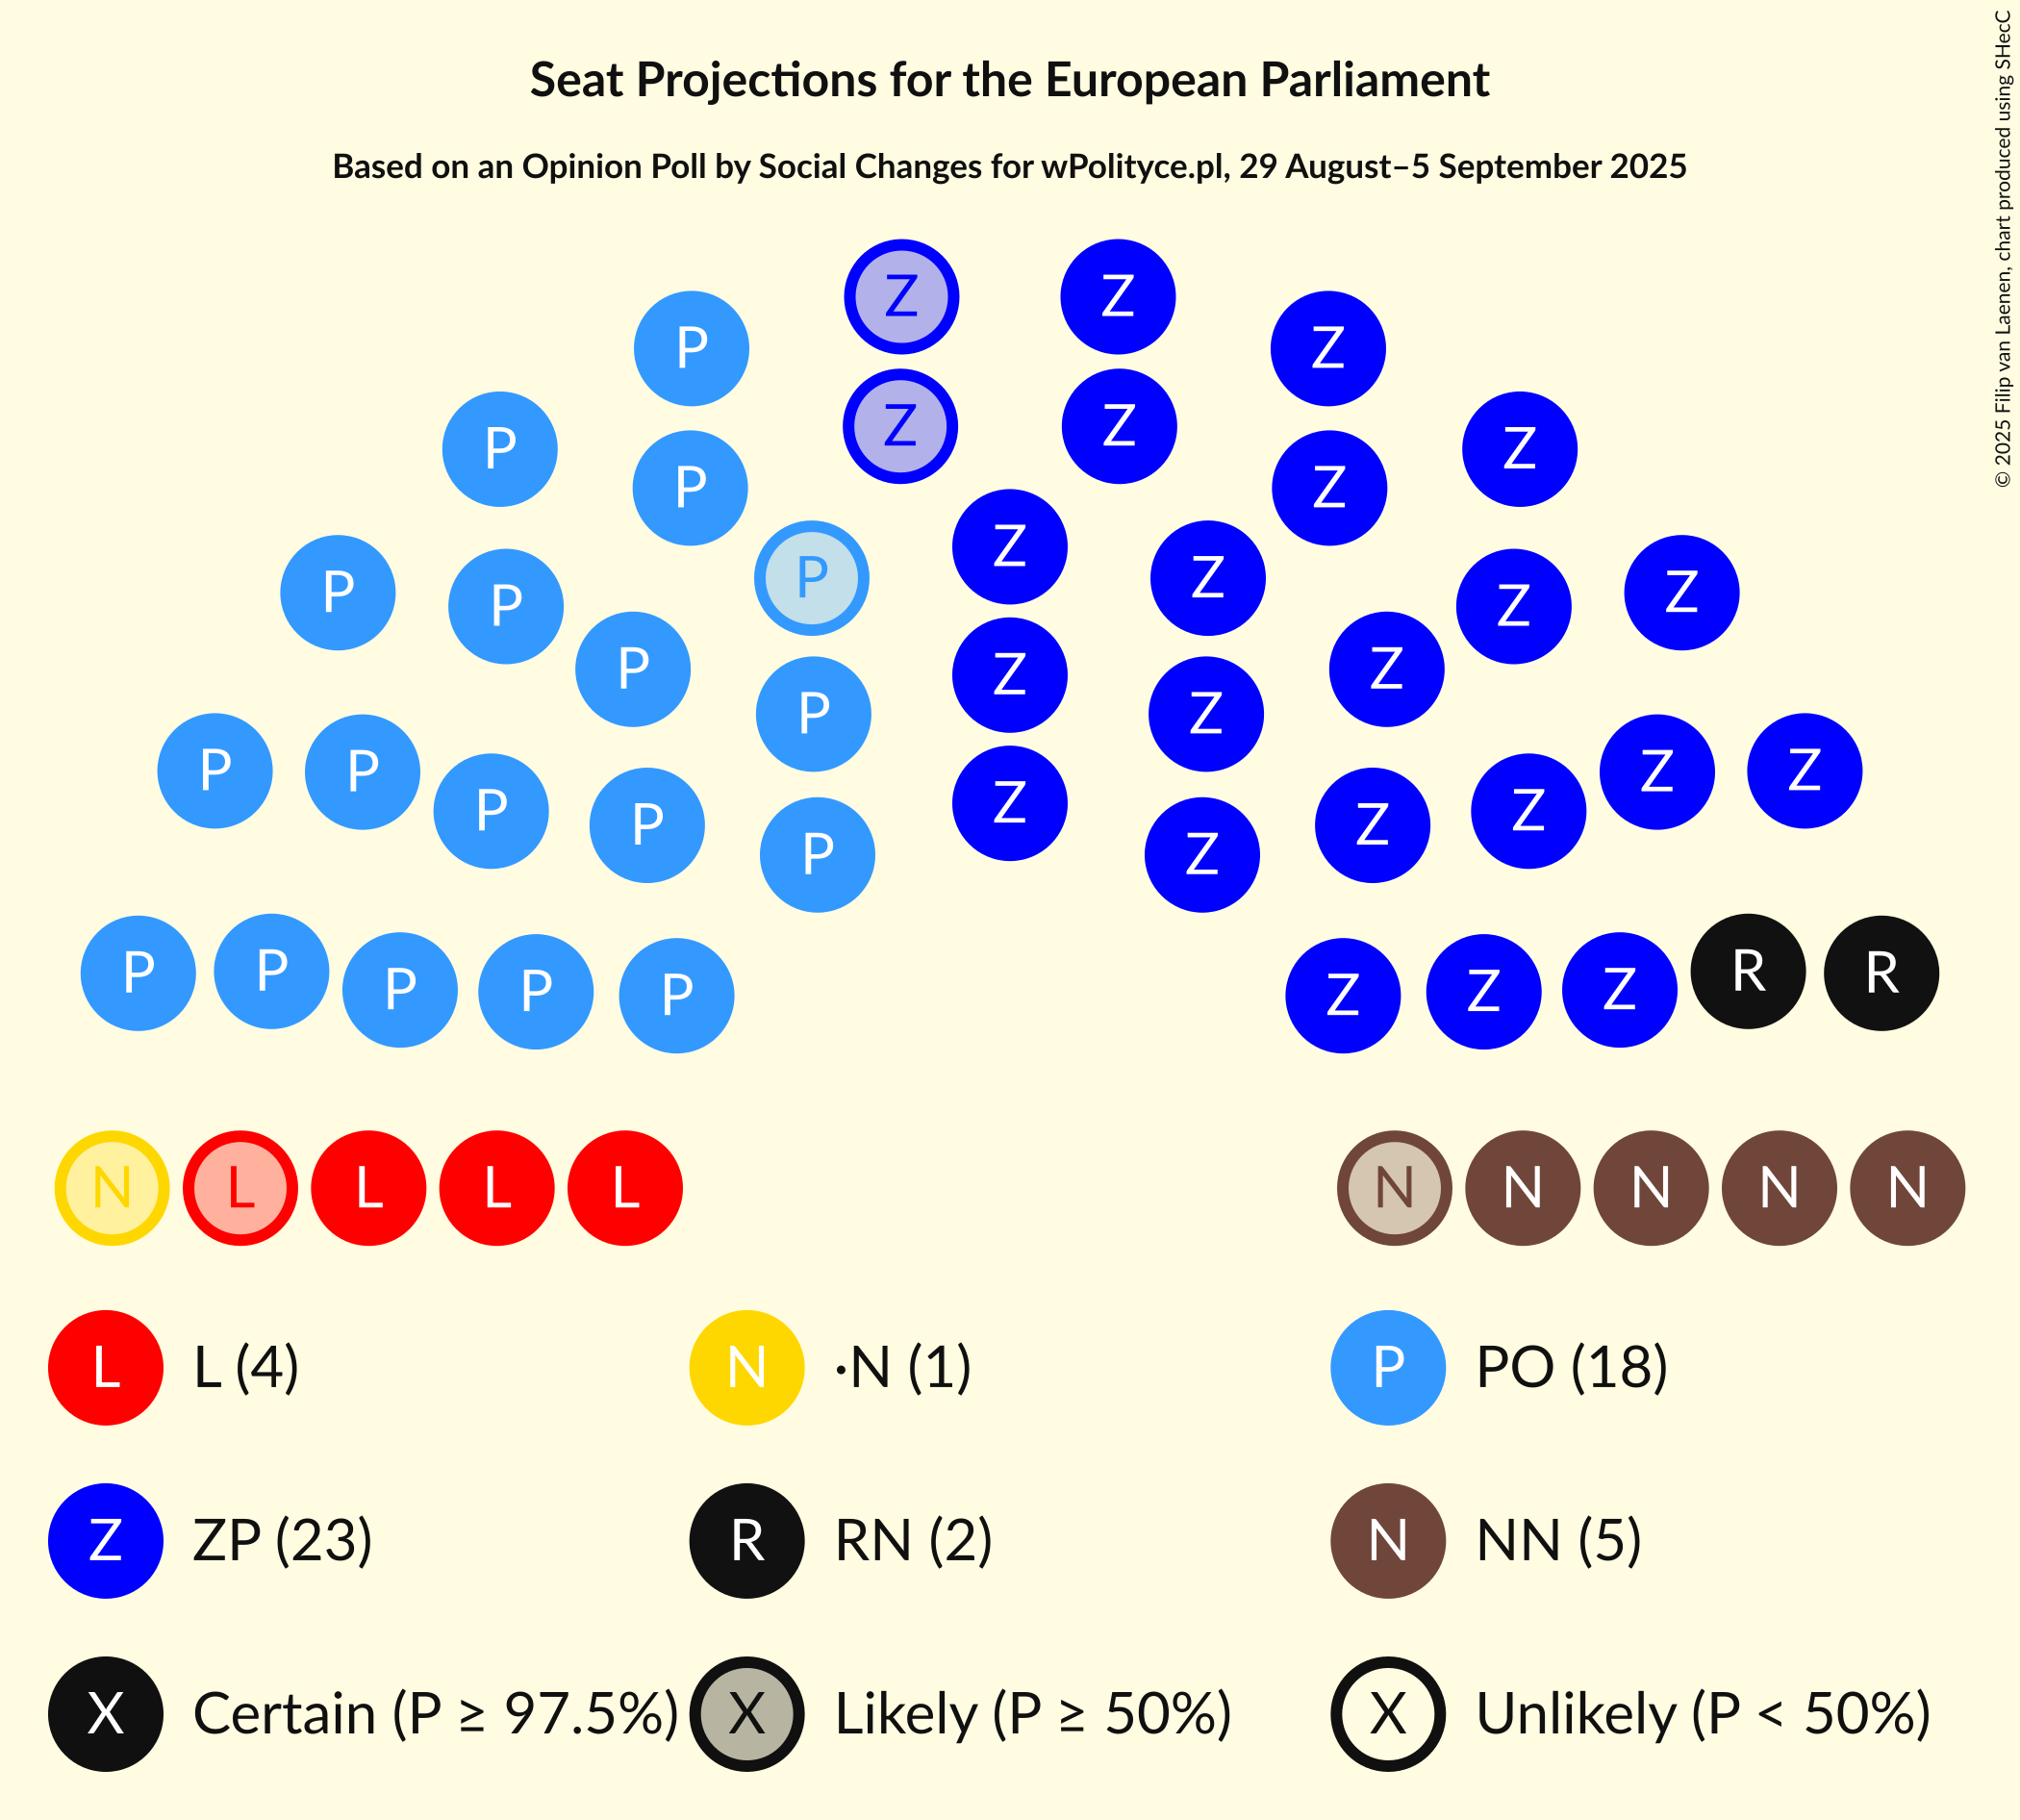 Seat Projections for the European Parliament
Based on an Opinion Poll by Social Changes for wPolityce.pl, 29 August–5 September 2025
© 2025 Filip van Laenen, chart produced using SHecC
Z Z
P Z
P Z
Z Z
P Z
P Z
Z
P Z
P Z
P Z
P Z
Z
P Z
P Z
P Z
P Z
Z
P Z
P Z
P P P P P Z Z Z R R
N L L L L N N N N N
L L (4) N ·N (1) P PO (18)
Z ZP (23) R RN (2) N NN (5)
X Certain (P ≥ 97.5%) X Likely (P ≥ 50%) X Unlikely (P < 50%)